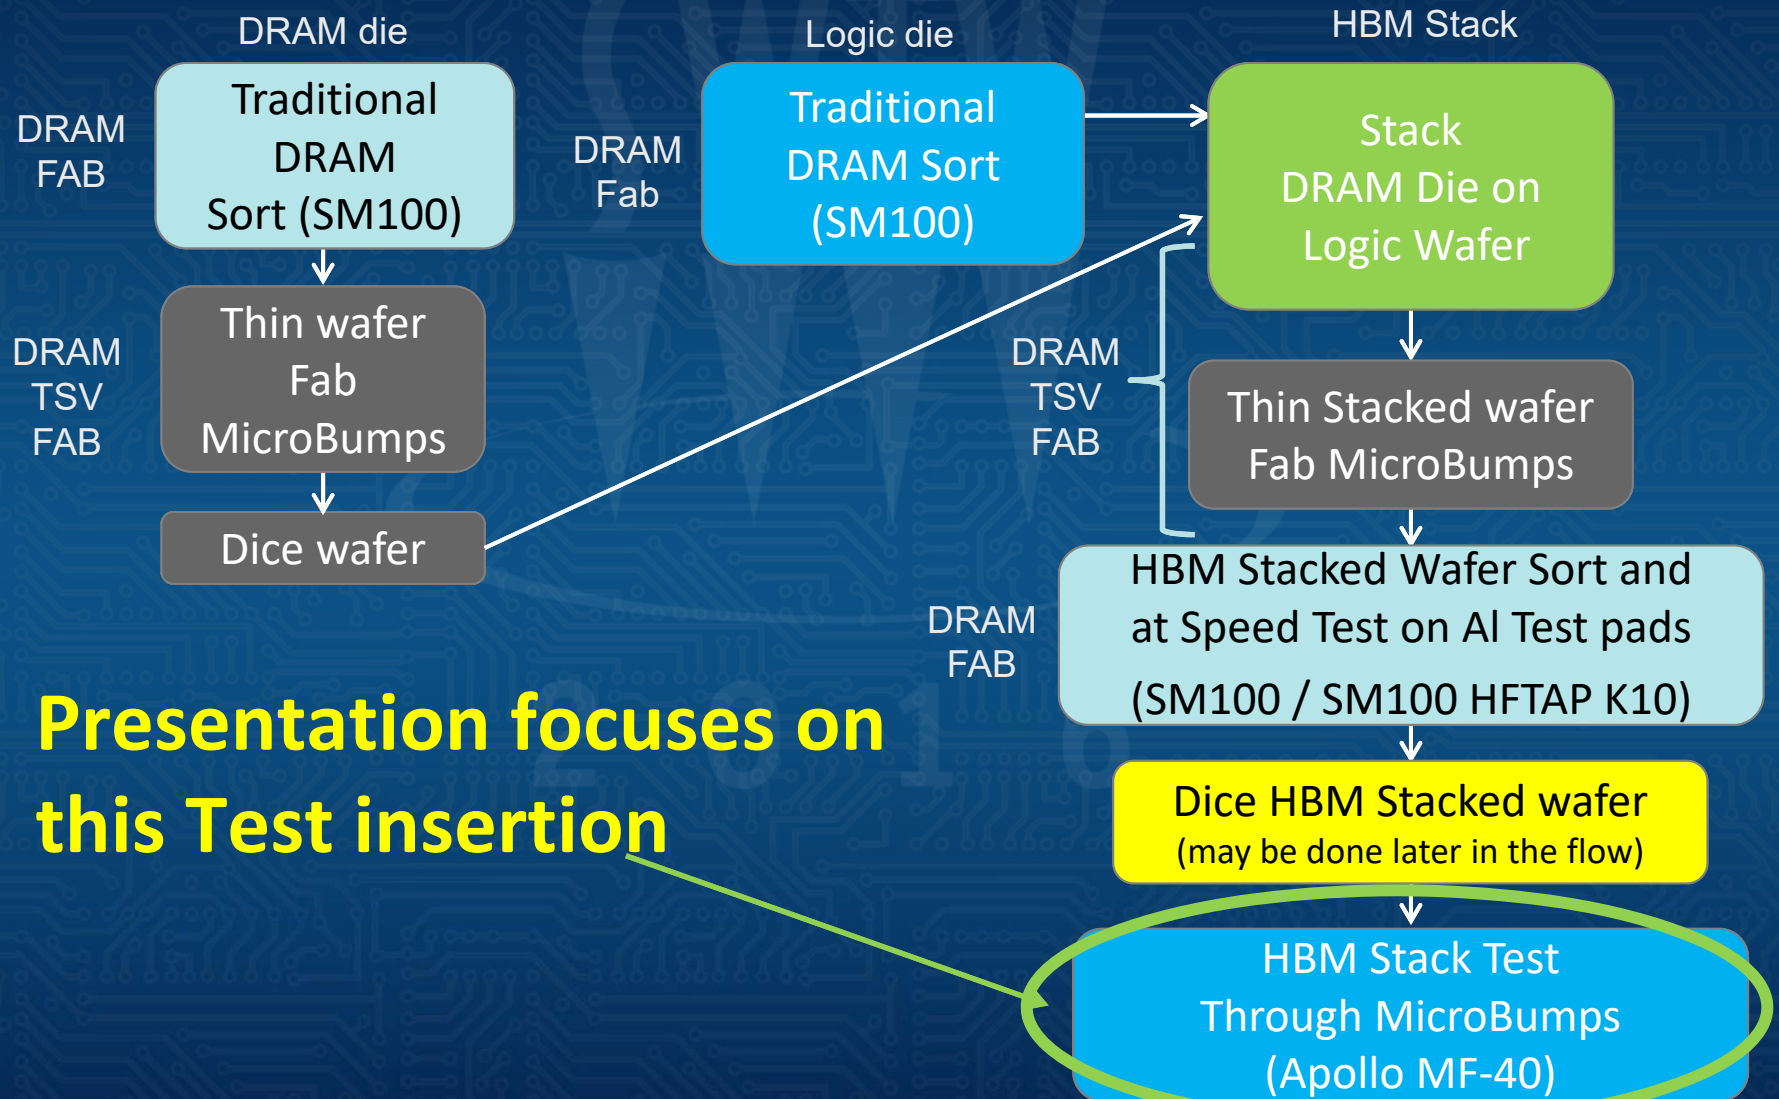 DRAM die
Logic die
HBM Stack
DRAM
FAB
Traditional
DRAM
Sort (SM100)
DRAM
Fab
Traditional
DRAM Sort
(SM100)
Stack
DRAM Die on
Logic Wafer
DRAM
TSV
FAB
Thin wafer
Fab
MicroBumps
DRAM
TSV
FAB
Thin Stacked wafer
Fab MicroBumps
Dice wafer
DRAM
FAB
HBM Stacked Wafer Sort and
at Speed Test on Al Test pads
(SM100 / SM100 HFTAP K10)
Presentation focuses on
this Test insertion
2016
Dice HBM Stacked wafer
(may be done later in the flow)
HBM Stack Test
Through MicroBumps
(Apollo MF-40)